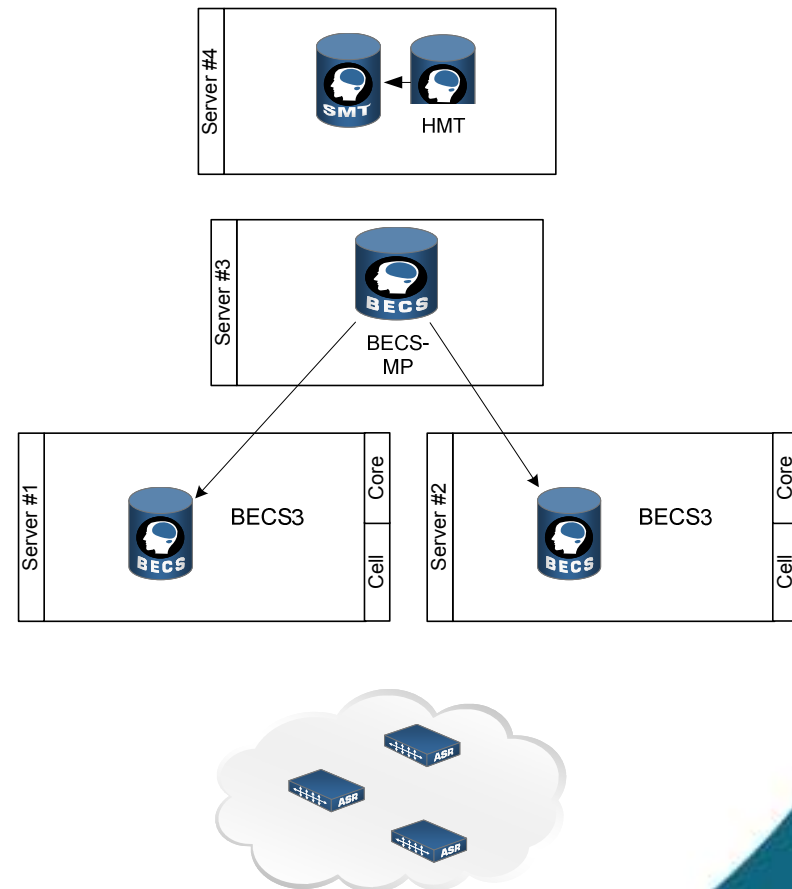 Server #4
SMT
HMT
Server #3
BECS
BECS-
MP
Server #1
BECS
BECS3
Core
Cell
Server #2
BECS
BECS3
Core
Cell
ASR
ASR
ASR